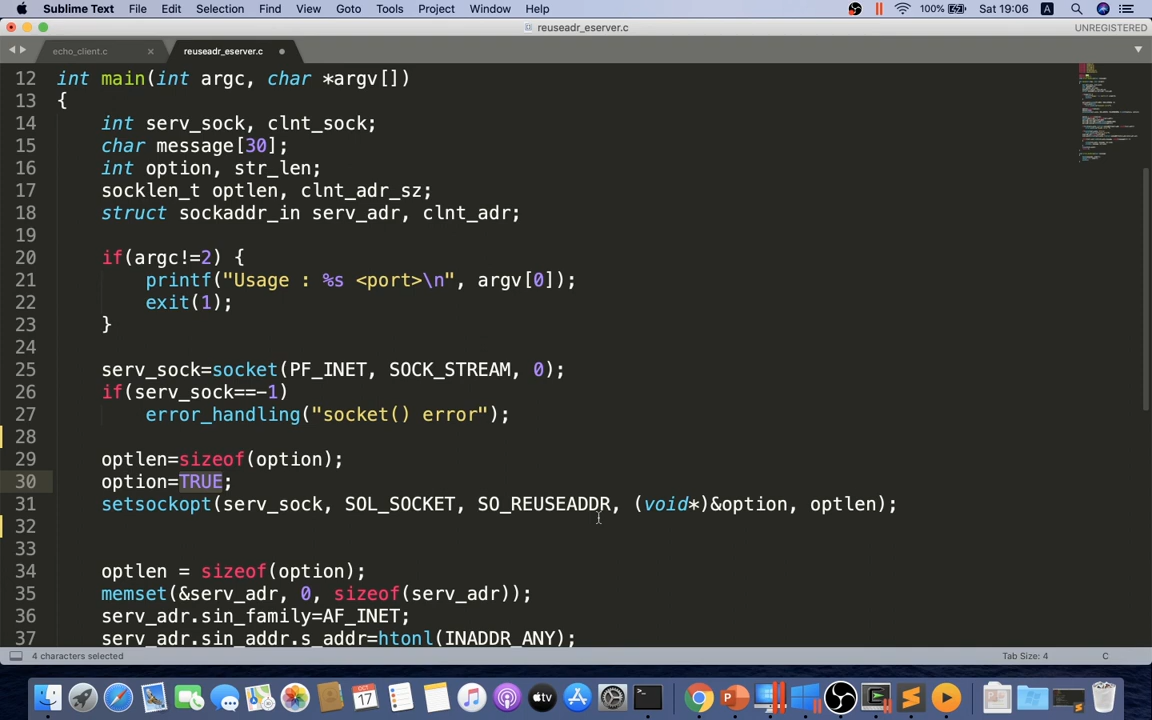 Sublime Text File Edit Selection Find View Goto Tools Project Window Help 100% Sat 19:06 A
reuseadr_eserver.c UNREGISTERED
echo_client.c × reuseadr_eserver.c
12 int main(int argc, char *argv[])
13 {
14 int serv_sock, clnt_sock;
15 char message[30];
16 int option, str_len;
17 socklen_t optlen, clnt_adr_sz;
18 struct sockaddr_in serv_adr, clnt_adr;
19
20 if(argc!=2) {
21 printf("Usage : %s <port>\n", argv[0]);
22 exit(1);
23 }
24
25 serv_sock=socket(PF_INET, SOCK_STREAM, 0);
26 if(serv_sock==-1)
27 error_handling("socket() error");
28
29 optlen=sizeof(option);
30 option=TRUE;
31 setsockopt(serv_sock, SOL_SOCKET, SO_REUSEADDR, (void*)&option, optlen);
32
33
34 optlen = sizeof(option);
35 memset(&serv_adr, 0, sizeof(serv_adr));
36 serv_adr.sin_family=AF_INET;
37 serv_adr.sin_addr.s_addr=htonl(INADDR_ANY);
4 characters selected Tab Size: 4 C
OCT
17
tv